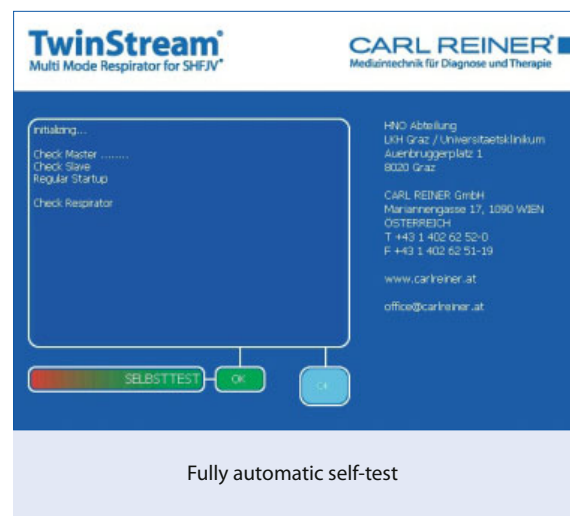 TwinStream®
Multi Mode Respirator for SHFJV*
CARL REINER®
Medizintechnik für Diagnose und Therapie
initializing...
Check Master ........
Check Slave
Regular Startup
Check Respirator
SELBSTTEST
OK
HNO Abteilung
LKH Graz / Universitaetsklinikum
Auenbruggerplatz 1
8020 Graz
CARL REINER GmbH
Mariannengasse 17, 1090 WIEN
ÖSTERREICH
T +43 1 402 62 52-0
F +43 1 402 62 51-19
www.carlreiner.at
office@carlreiner.at
Fully automatic self-test